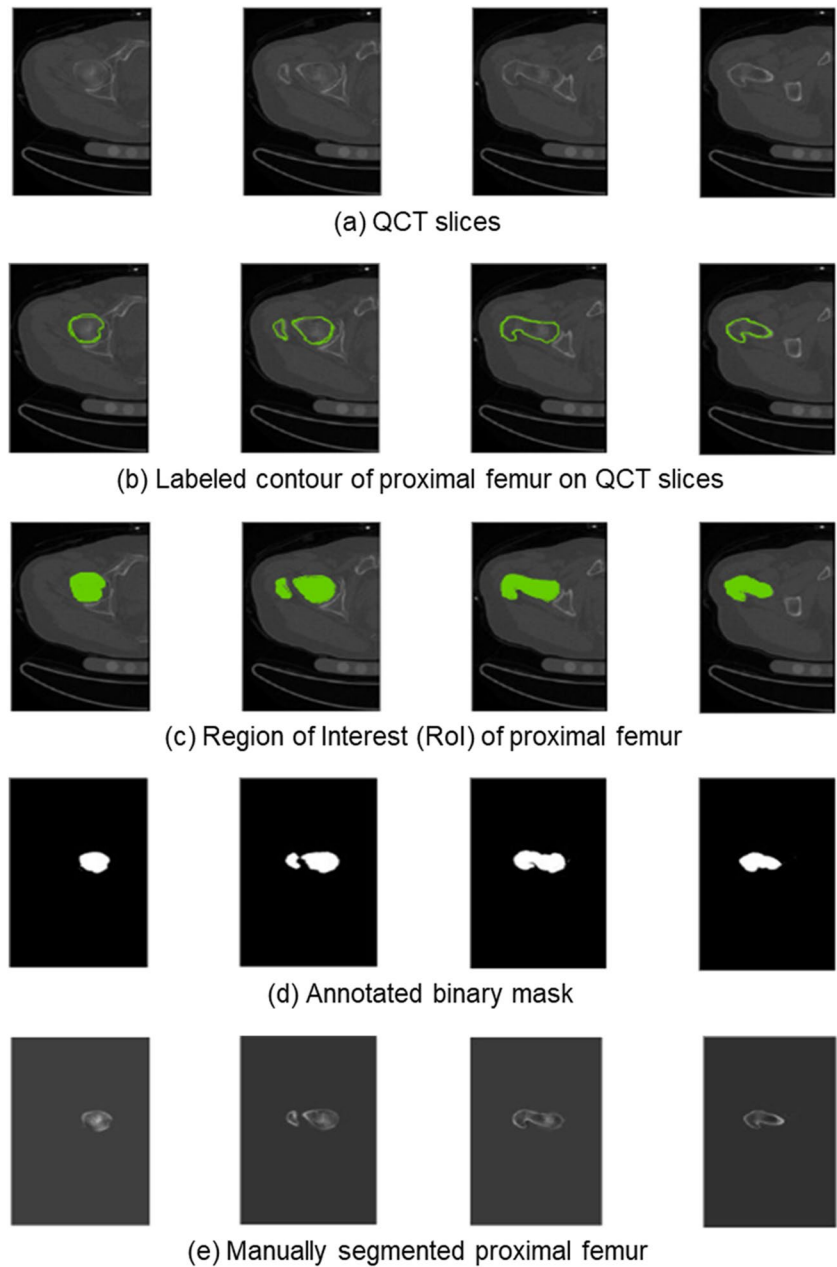 (a) QCT slices
(b) Labeled contour of proximal femur on QCT slices
(c) Region of Interest (RoI) of proximal femur
(d) Annotated binary mask
(e) Manually segmented proximal femur